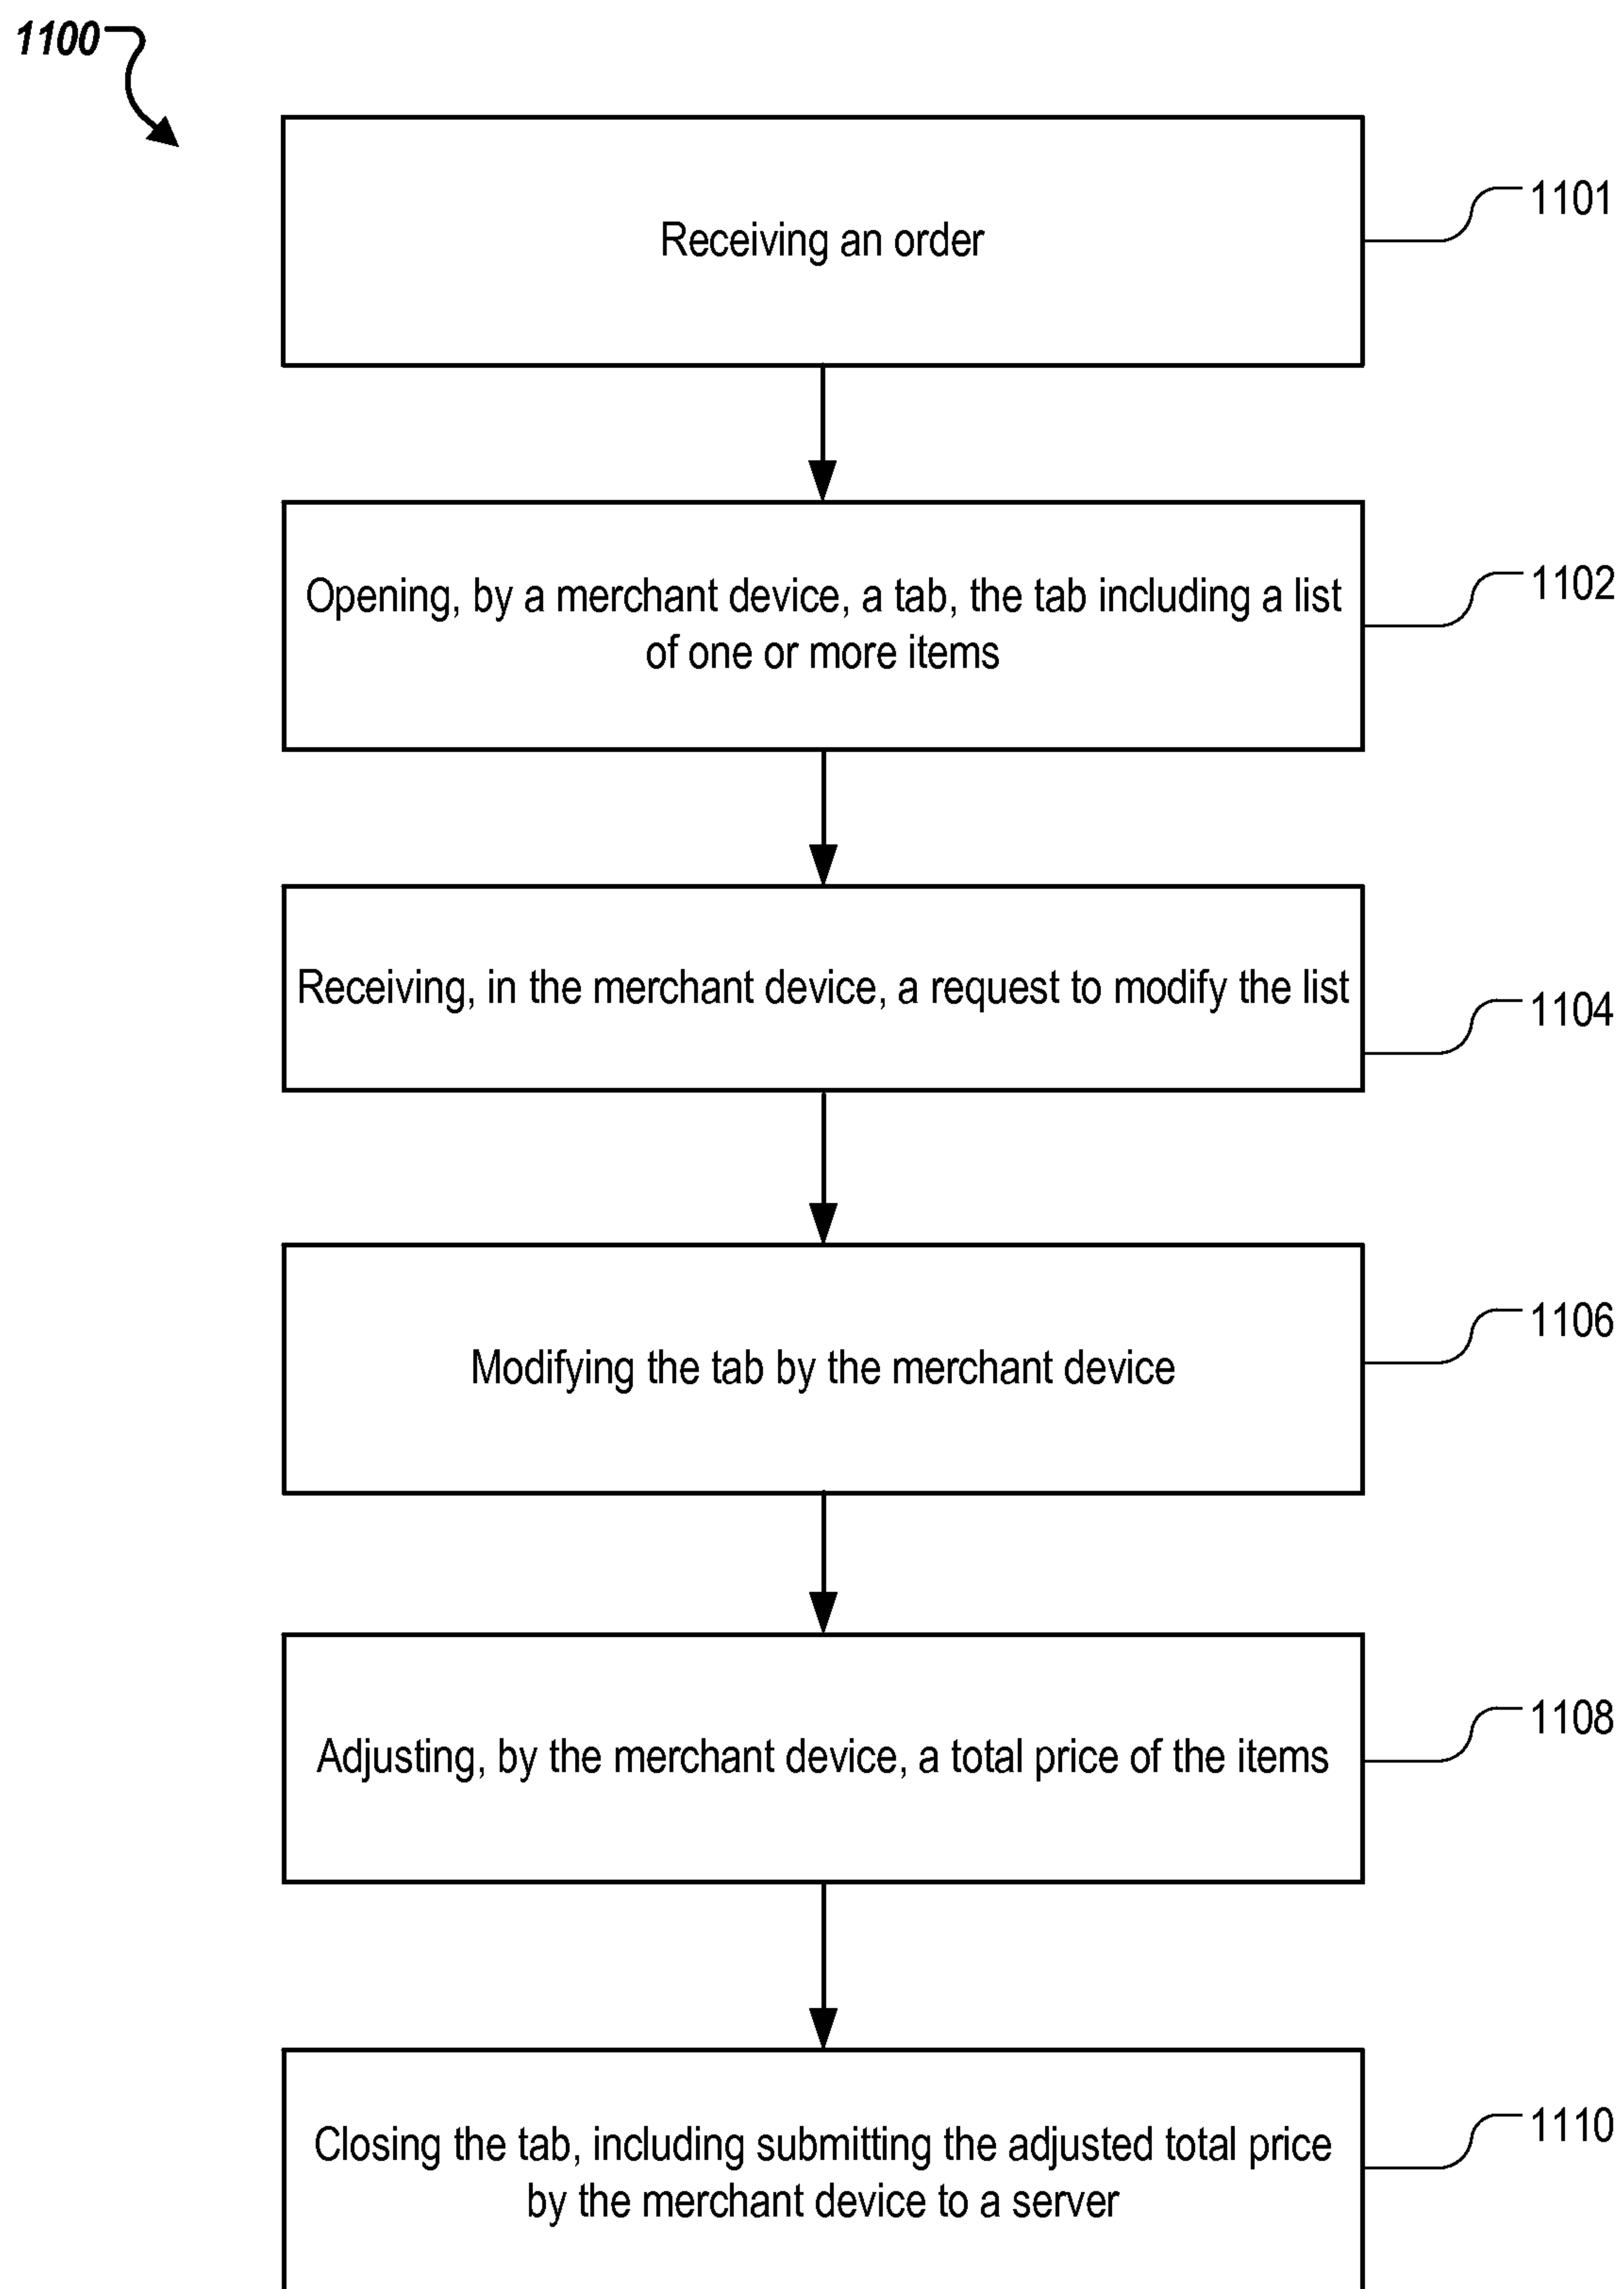 1100
Receiving an order
1101
Opening, by a merchant device, a tab, the tab including a list
of one or more items
1102
Receiving, in the merchant device, a request to modify the list
1104
Modifying the tab by the merchant device
1106
Adjusting, by the merchant device, a total price of the items
1108
Closing the tab, including submitting the adjusted total price
by the merchant device to a server
1110